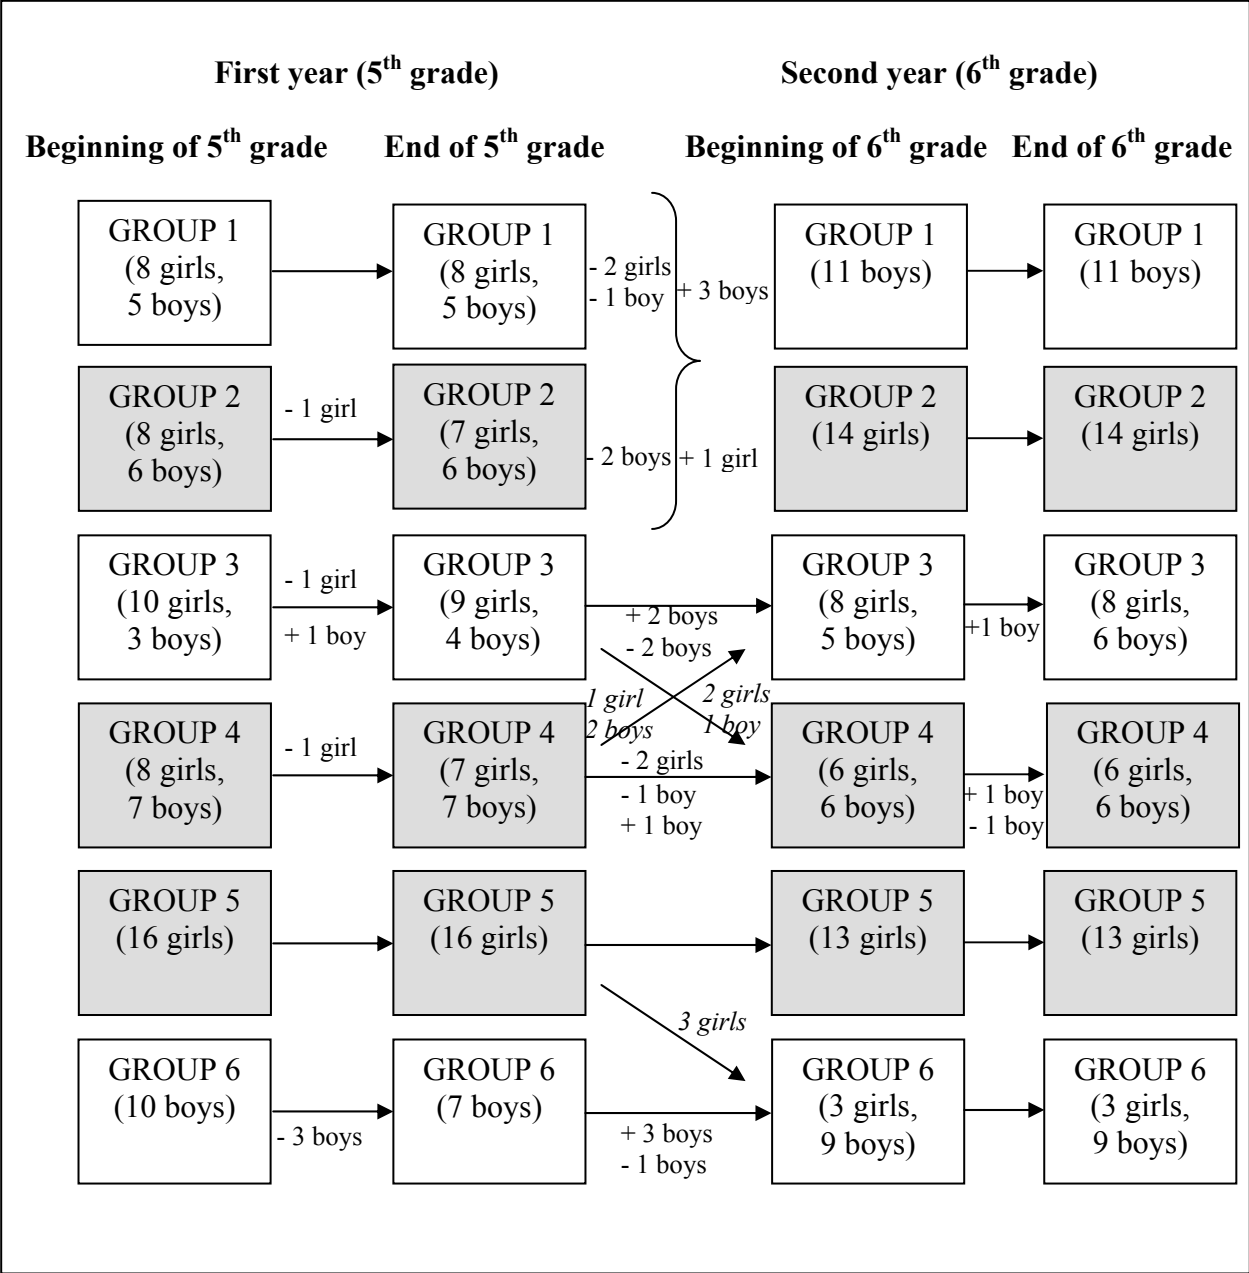 First year (5th grade)
Second year (6th grade)
Beginning of 5th grade
End of 5th grade
Beginning of 6th grade
End of 6th grade
GROUP 1
(8 girls,
5 boys)
GROUP 1
(8 girls,
5 boys)
- 2 girls
- 1 boy
+ 3 boys
GROUP 1
(11 boys)
GROUP 1
(11 boys)
GROUP 2
(8 girls,
6 boys)
- 1 girl
GROUP 2
(7 girls,
6 boys)
- 2 boys
+ 1 girl
GROUP 2
(14 girls)
GROUP 2
(14 girls)
GROUP 3
(10 girls,
3 boys)
- 1 girl
+ 1 boy
GROUP 3
(9 girls,
4 boys)
+ 2 boys
- 2 boys
GROUP 3
(8 girls,
5 boys)
+1 boy
GROUP 3
(8 girls,
6 boys)
1 girl
2 boys
2 girls
1 boy
GROUP 4
(8 girls,
7 boys)
- 1 girl
GROUP 4
(7 girls,
7 boys)
- 2 girls
- 1 boy
+ 1 boy
GROUP 4
(6 girls,
6 boys)
+ 1 boy
- 1 boy
GROUP 4
(6 girls,
6 boys)
GROUP 5
(16 girls)
GROUP 5
(16 girls)
GROUP 5
(13 girls)
GROUP 5
(13 girls)
3 girls
GROUP 6
(10 boys)
- 3 boys
GROUP 6
(7 boys)
+ 3 boys
- 1 boys
GROUP 6
(3 girls,
9 boys)
GROUP 6
(3 girls,
9 boys)